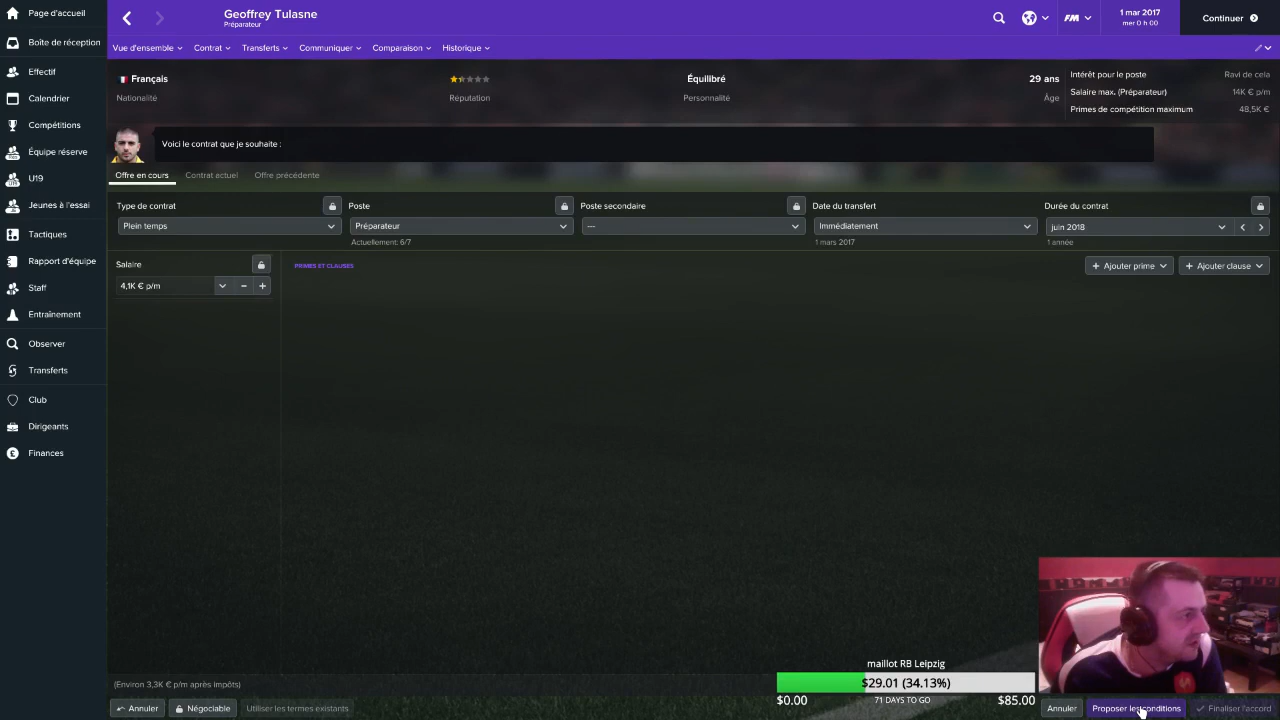 Page d'accueil
Boîte de réception
Effectif
Calendrier
Compétitions
Équipe réserve
U19
Jeunes à l'essai
Tactiques
Rapport d'équipe
Staff
Entraînement
Observer
Transferts
Club
Dirigeants
Finances
Geoffrey Tulasne
Préparateur
FM
1 mar 2017
mer 0 h 00
Continuer
Vue d'ensemble
Contrat
Transferts
Communiquer
Comparaison
Historique
Français
Nationalité
Réputation
Équilibré
Personnalité
29 ans
Âge
Intérêt pour le poste Ravi de cela
Salaire max. (Préparateur) 14K € p/m
Primes de compétition maximum 48,5K €
Voici le contrat que je souhaite :
Offre en cours
Contrat actuel
Offre précédente
Type de contrat
Plein temps
Poste
Préparateur
Actuellement: 6/7
Poste secondaire
---
Date du transfert
Immédiatement
1 mars 2017
Durée du contrat
juin 2018
1 année
Salaire
4,1K € p/m
PRIMES ET CLAUSES
Ajouter prime
Ajouter clause
maillot RB Leipzig
$29.01 (34.13%)
$0.00
71 DAYS TO GO
$85.00
(Environ 3,3K € p/m après impôts)
Annuler
Négociable
Utiliser les termes existants
Annuler
Proposer les conditions
Finaliser l'accord